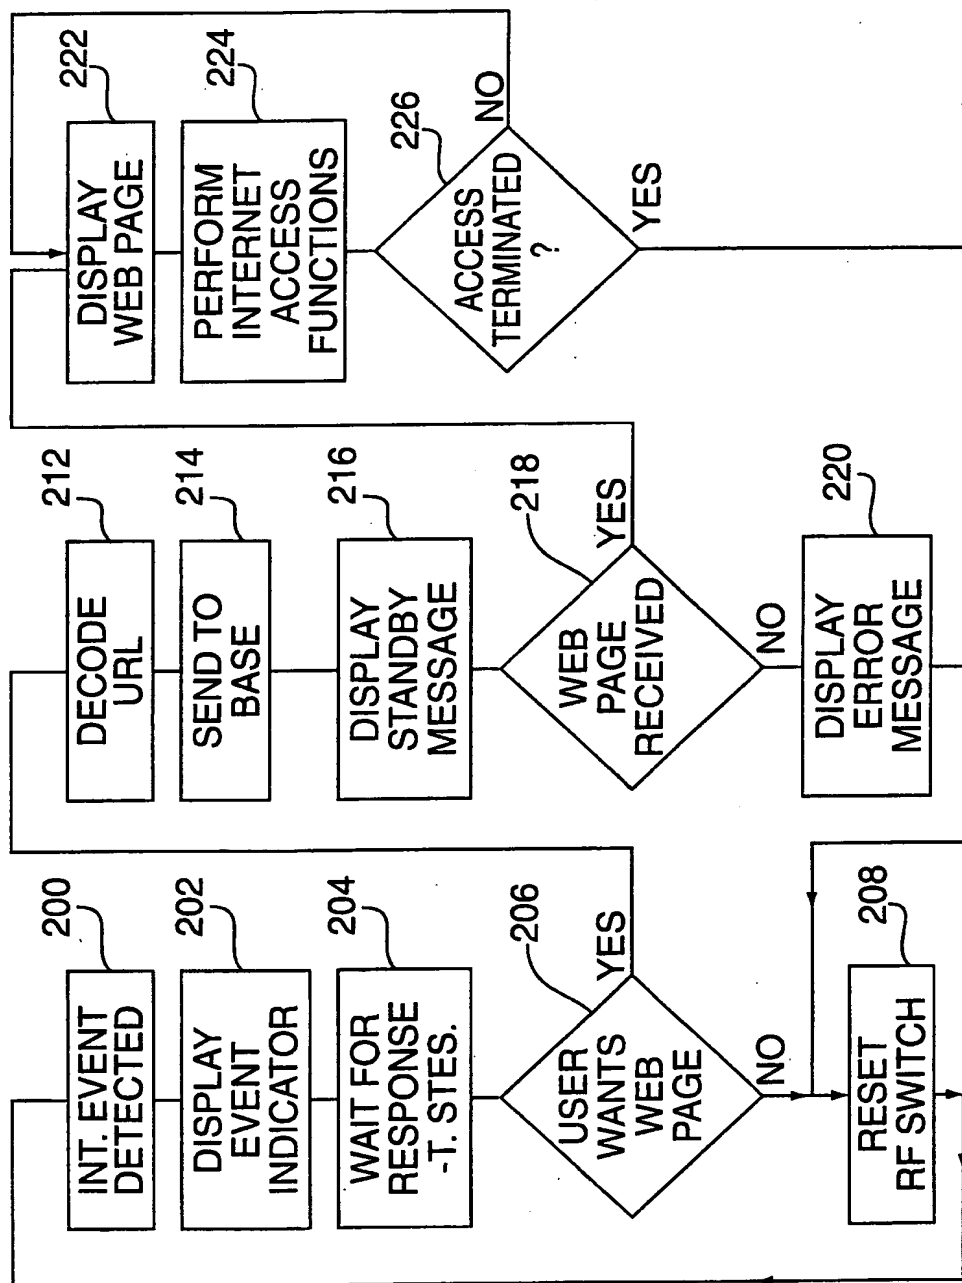 200
INT. EVENT
DETECTED
202
DISPLAY
EVENT
INDICATOR
204
WAIT FOR
RESPONSE
-T. STES.
206
USER
WANTS
WEB
PAGE
YES
NO
208
RESET
RF SWITCH
212
DECODE
URL
214
SEND TO
BASE
216
DISPLAY
STANDBY
MESSAGE
218
WEB
PAGE
RECEIVED
YES
NO
220
DISPLAY
ERROR
MESSAGE
222
DISPLAY
WEB PAGE
224
PERFORM
INTERNET
ACCESS
FUNCTIONS
226
ACCESS
TERMINATED
?
NO
YES